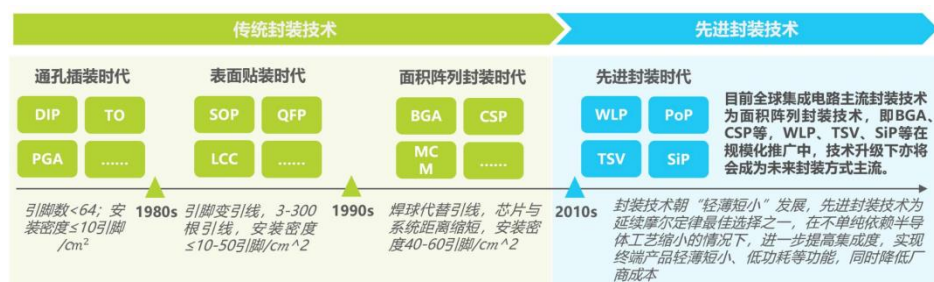 传统封装技术
先进封装技术
通孔插装时代
DIP
TO
PGA
……
表面贴装时代
SOP
QFP
LCC
……
面积阵列封装时代
BGA
CSP
MC
M
……
先进封装时代
WLP
PoP
TSV
SiP
目前全球集成电路主流封装技术
为面积阵列封装技术，即BGA、
CSP等，WLP、TSV、SiP等在
规模化推广中，技术升级下亦将
会成为未来封装方式主流。
引脚数<64；安
装密度≤10引脚
/cm²
1980s
引脚变引线，3-300
根引线，安装密度
≤10-50引脚/cm^2
1990s
焊球代替引线，芯片与
系统距离缩短，安装密
度40-60引脚/cm^2
2010s
封装技术朝“轻薄短小”发展，先进封装技术为
延续摩尔定律最佳选择之一，在不单纯依赖半导
体工艺缩小的情况下，进一步提高集成度，实现
终端产品轻薄短小、低功耗等功能，同时降低厂
商成本